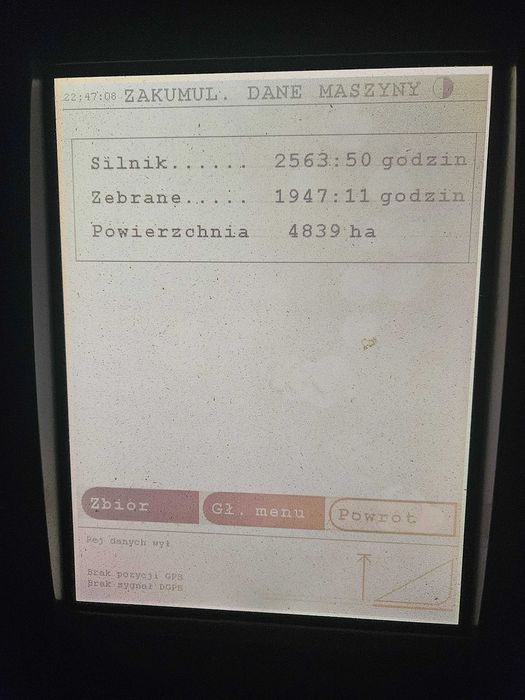 22:47:08 ZAKUMUL. DANE MASZYNY
Silnik...... 2563:50 godzin
Zebrane..... 1947:11 godzin
Powierzchnia 4839 ha
Zbiór Gł. menu Powrót
Rej danych wył
Brak pozycji GPS
Brak sygnał DGPS